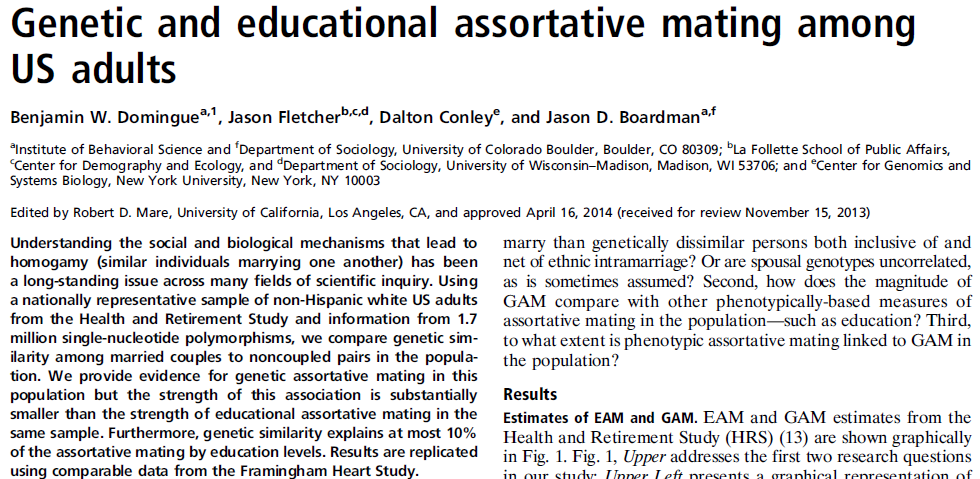 Genetic and educational assortative mating among
US adults
Benjamin W. Domingue^a,1, Jason Fletcher^b,c,d, Dalton Conley^e, and Jason D. Boardman^a,f
^aInstitute of Behavioral Science and ^fDepartment of Sociology, University of Colorado Boulder, Boulder, CO 80309; ^bLa Follette School of Public Affairs,
^cCenter for Demography and Ecology, and ^dDepartment of Sociology, University of Wisconsin–Madison, Madison, WI 53706; and ^eCenter for Genomics and
Systems Biology, New York University, New York, NY 10003
Edited by Robert D. Mare, University of California, Los Angeles, CA, and approved April 16, 2014 (received for review November 15, 2013)
Understanding the social and biological mechanisms that lead to
homogamy (similar individuals marrying one another) has been
a long-standing issue across many fields of scientific inquiry. Using
a nationally representative sample of non-Hispanic white US adults
from the Health and Retirement Study and information from 1.7
million single-nucleotide polymorphisms, we compare genetic sim-
ilarity among married couples to noncoupled pairs in the popula-
tion. We provide evidence for genetic assortative mating in this
population but the strength of this association is substantially
smaller than the strength of educational assortative mating in the
same sample. Furthermore, genetic similarity explains at most 10%
of the assortative mating by education levels. Results are replicated
using comparable data from the Framingham Heart Study.
marry than genetically dissimilar persons both inclusive of and
net of ethnic intramarriage? Or are spousal genotypes uncorrelated,
as is sometimes assumed? Second, how does the magnitude of
GAM compare with other phenotypically-based measures of
assortative mating in the population—such as education? Third,
to what extent is phenotypic assortative mating linked to GAM in
the population?
Results
Estimates of EAM and GAM. EAM and GAM estimates from the
Health and Retirement Study (HRS) (13) are shown graphically
in Fig. 1. Fig. 1, Upper addresses the first two research questions
in our study: Upper Left presents a graphical representation of